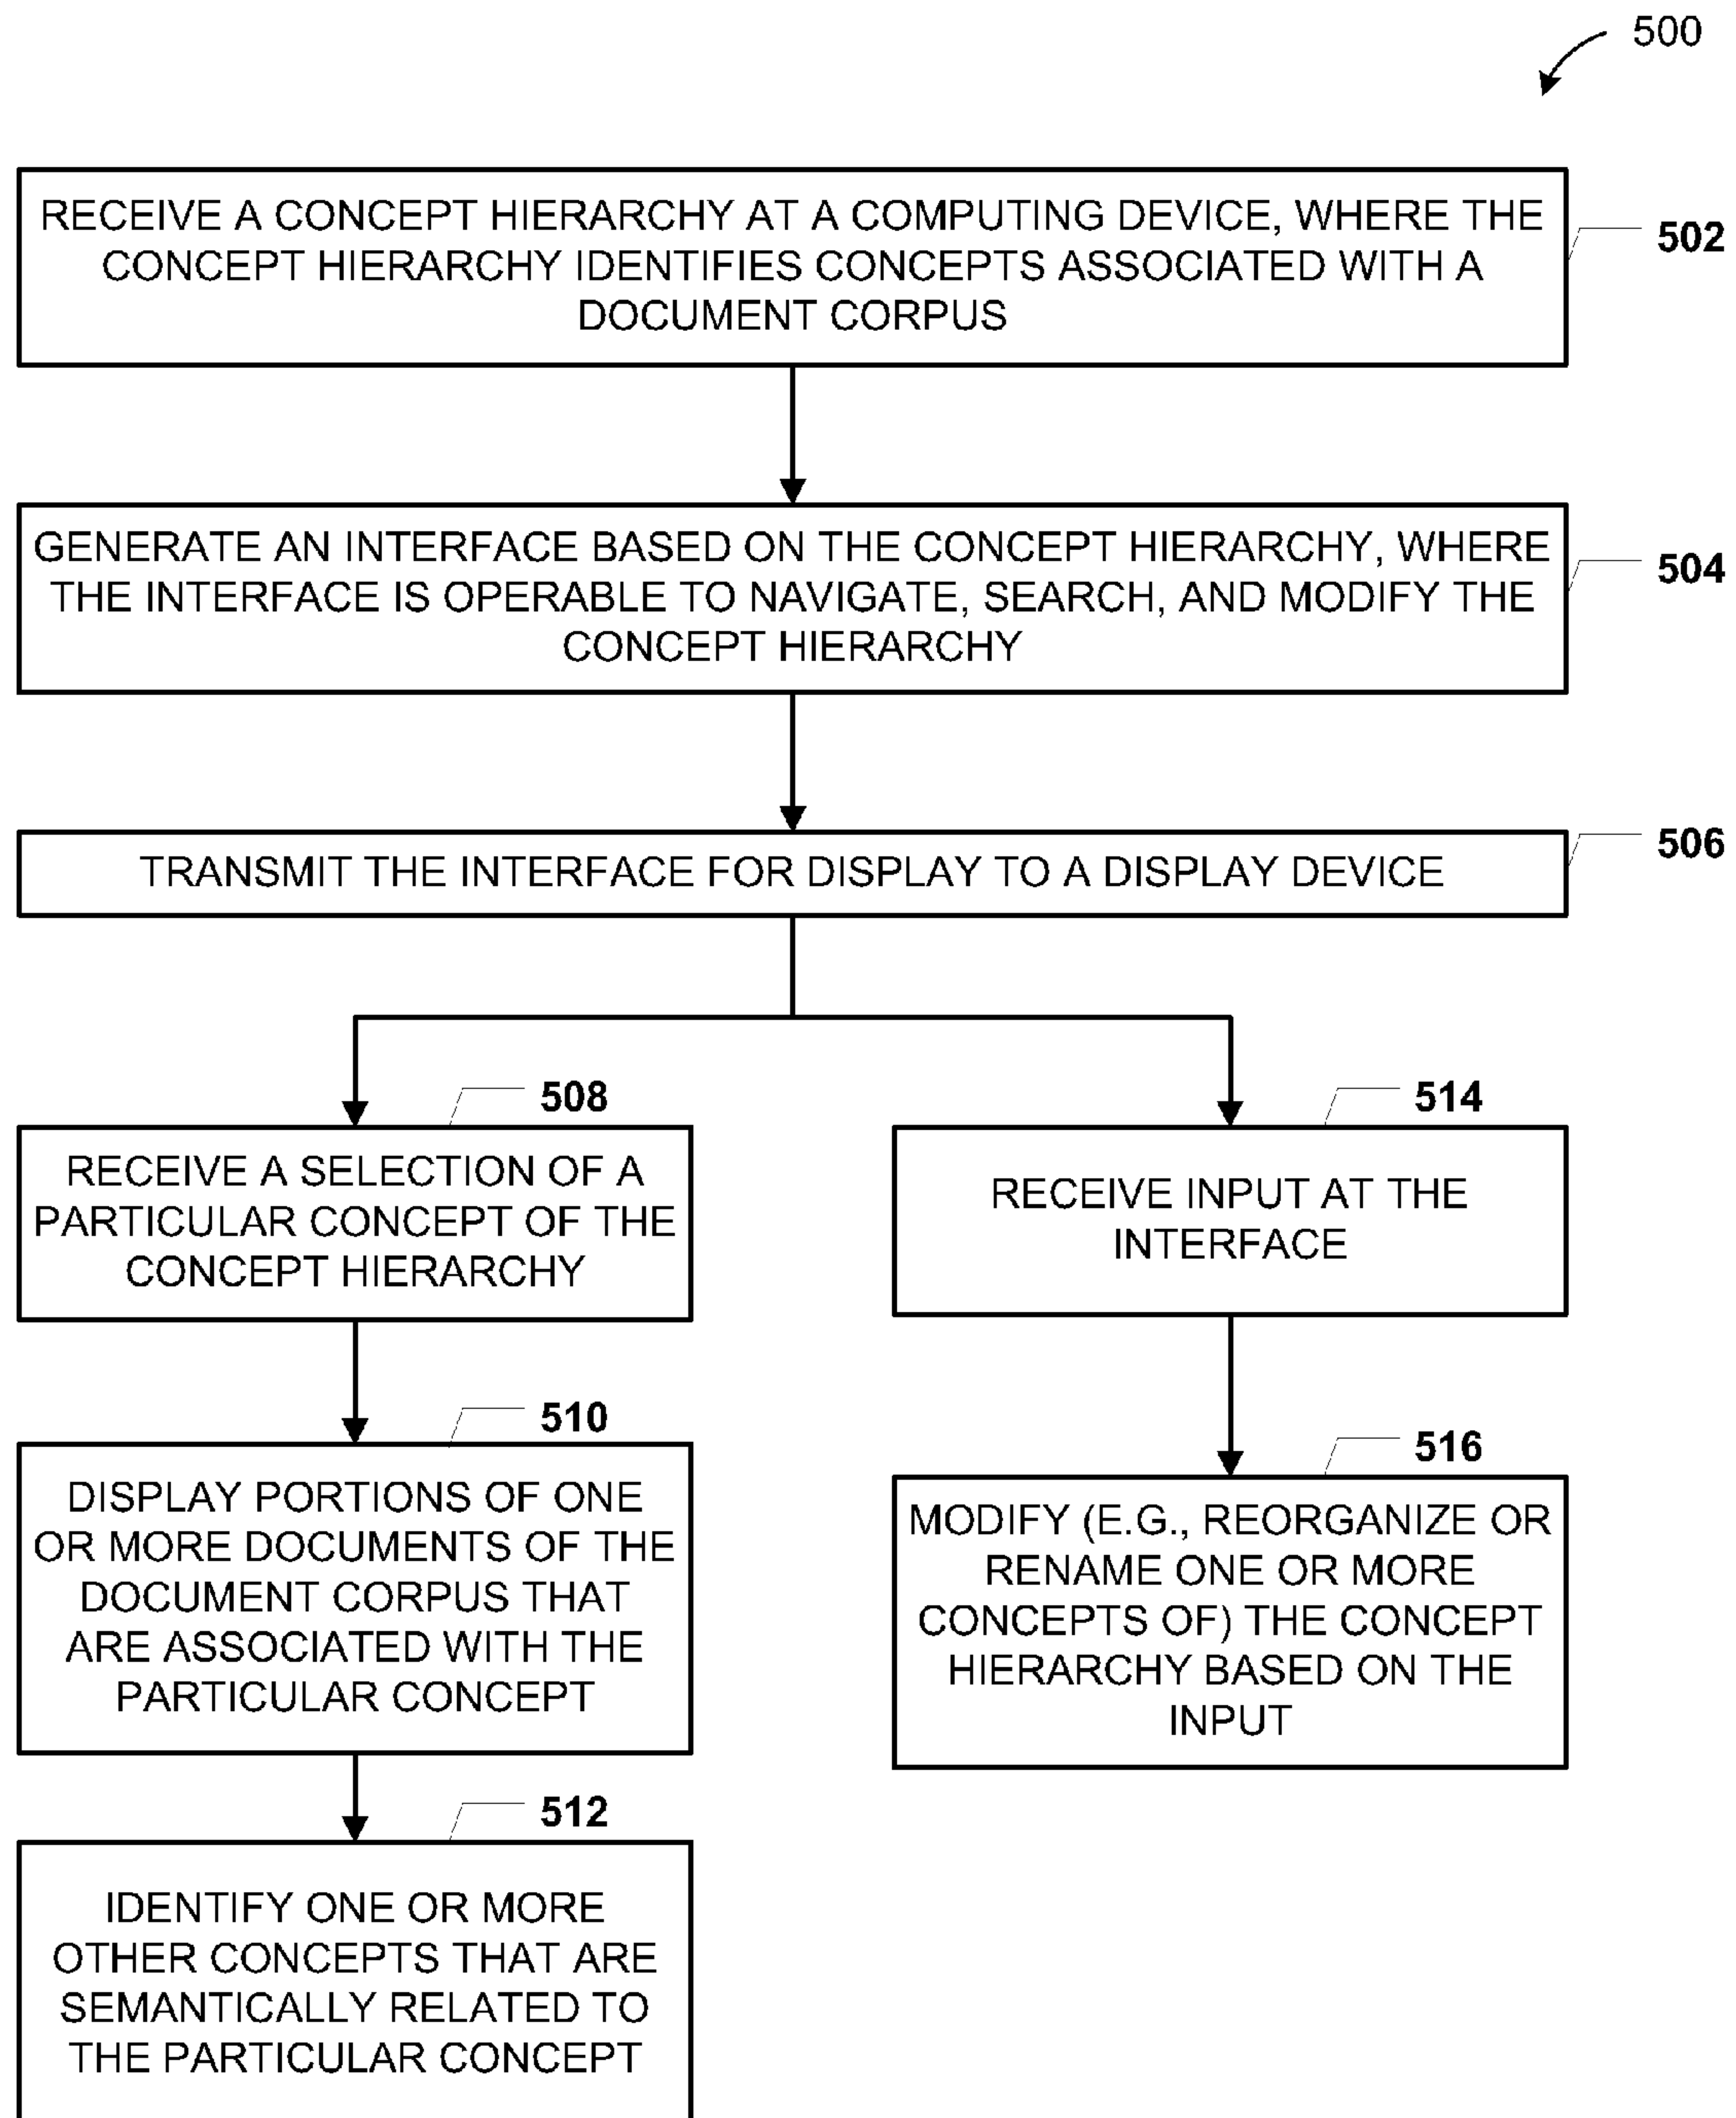 500
RECEIVE A CONCEPT HIERARCHY AT A COMPUTING DEVICE, WHERE THE
CONCEPT HIERARCHY IDENTIFIES CONCEPTS ASSOCIATED WITH A
DOCUMENT CORPUS
502
GENERATE AN INTERFACE BASED ON THE CONCEPT HIERARCHY, WHERE
THE INTERFACE IS OPERABLE TO NAVIGATE, SEARCH, AND MODIFY THE
CONCEPT HIERARCHY
504
TRANSMIT THE INTERFACE FOR DISPLAY TO A DISPLAY DEVICE
506
508
RECEIVE A SELECTION OF A
PARTICULAR CONCEPT OF THE
CONCEPT HIERARCHY
510
DISPLAY PORTIONS OF ONE
OR MORE DOCUMENTS OF THE
DOCUMENT CORPUS THAT
ARE ASSOCIATED WITH THE
PARTICULAR CONCEPT
512
IDENTIFY ONE OR MORE
OTHER CONCEPTS THAT ARE
SEMANTICALLY RELATED TO
THE PARTICULAR CONCEPT
514
RECEIVE INPUT AT THE
INTERFACE
516
MODIFY (E.G., REORGANIZE OR
RENAME ONE OR MORE
CONCEPTS OF) THE CONCEPT
HIERARCHY BASED ON THE
INPUT